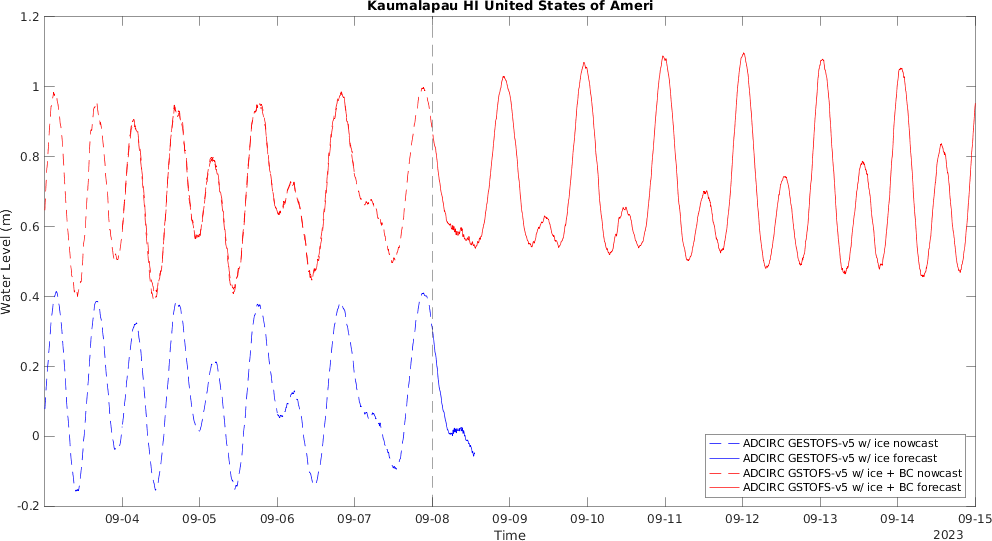 Kaumalapau HI United States of Ameri
1.2
1
0.8
0.6
0.4
0.2
0
-0.2
Water Level (m)
ADCIRC GESTOFS-v5 w/ ice nowcast
ADCIRC GESTOFS-v5 w/ ice forecast
ADCIRC GSTOFS-v5 w/ ice + BC nowcast
ADCIRC GSTOFS-v5 w/ ice + BC forecast
09-04 09-05 09-06 09-07 09-08 09-09 09-10 09-11 09-12 09-13 09-14 09-15
Time
2023